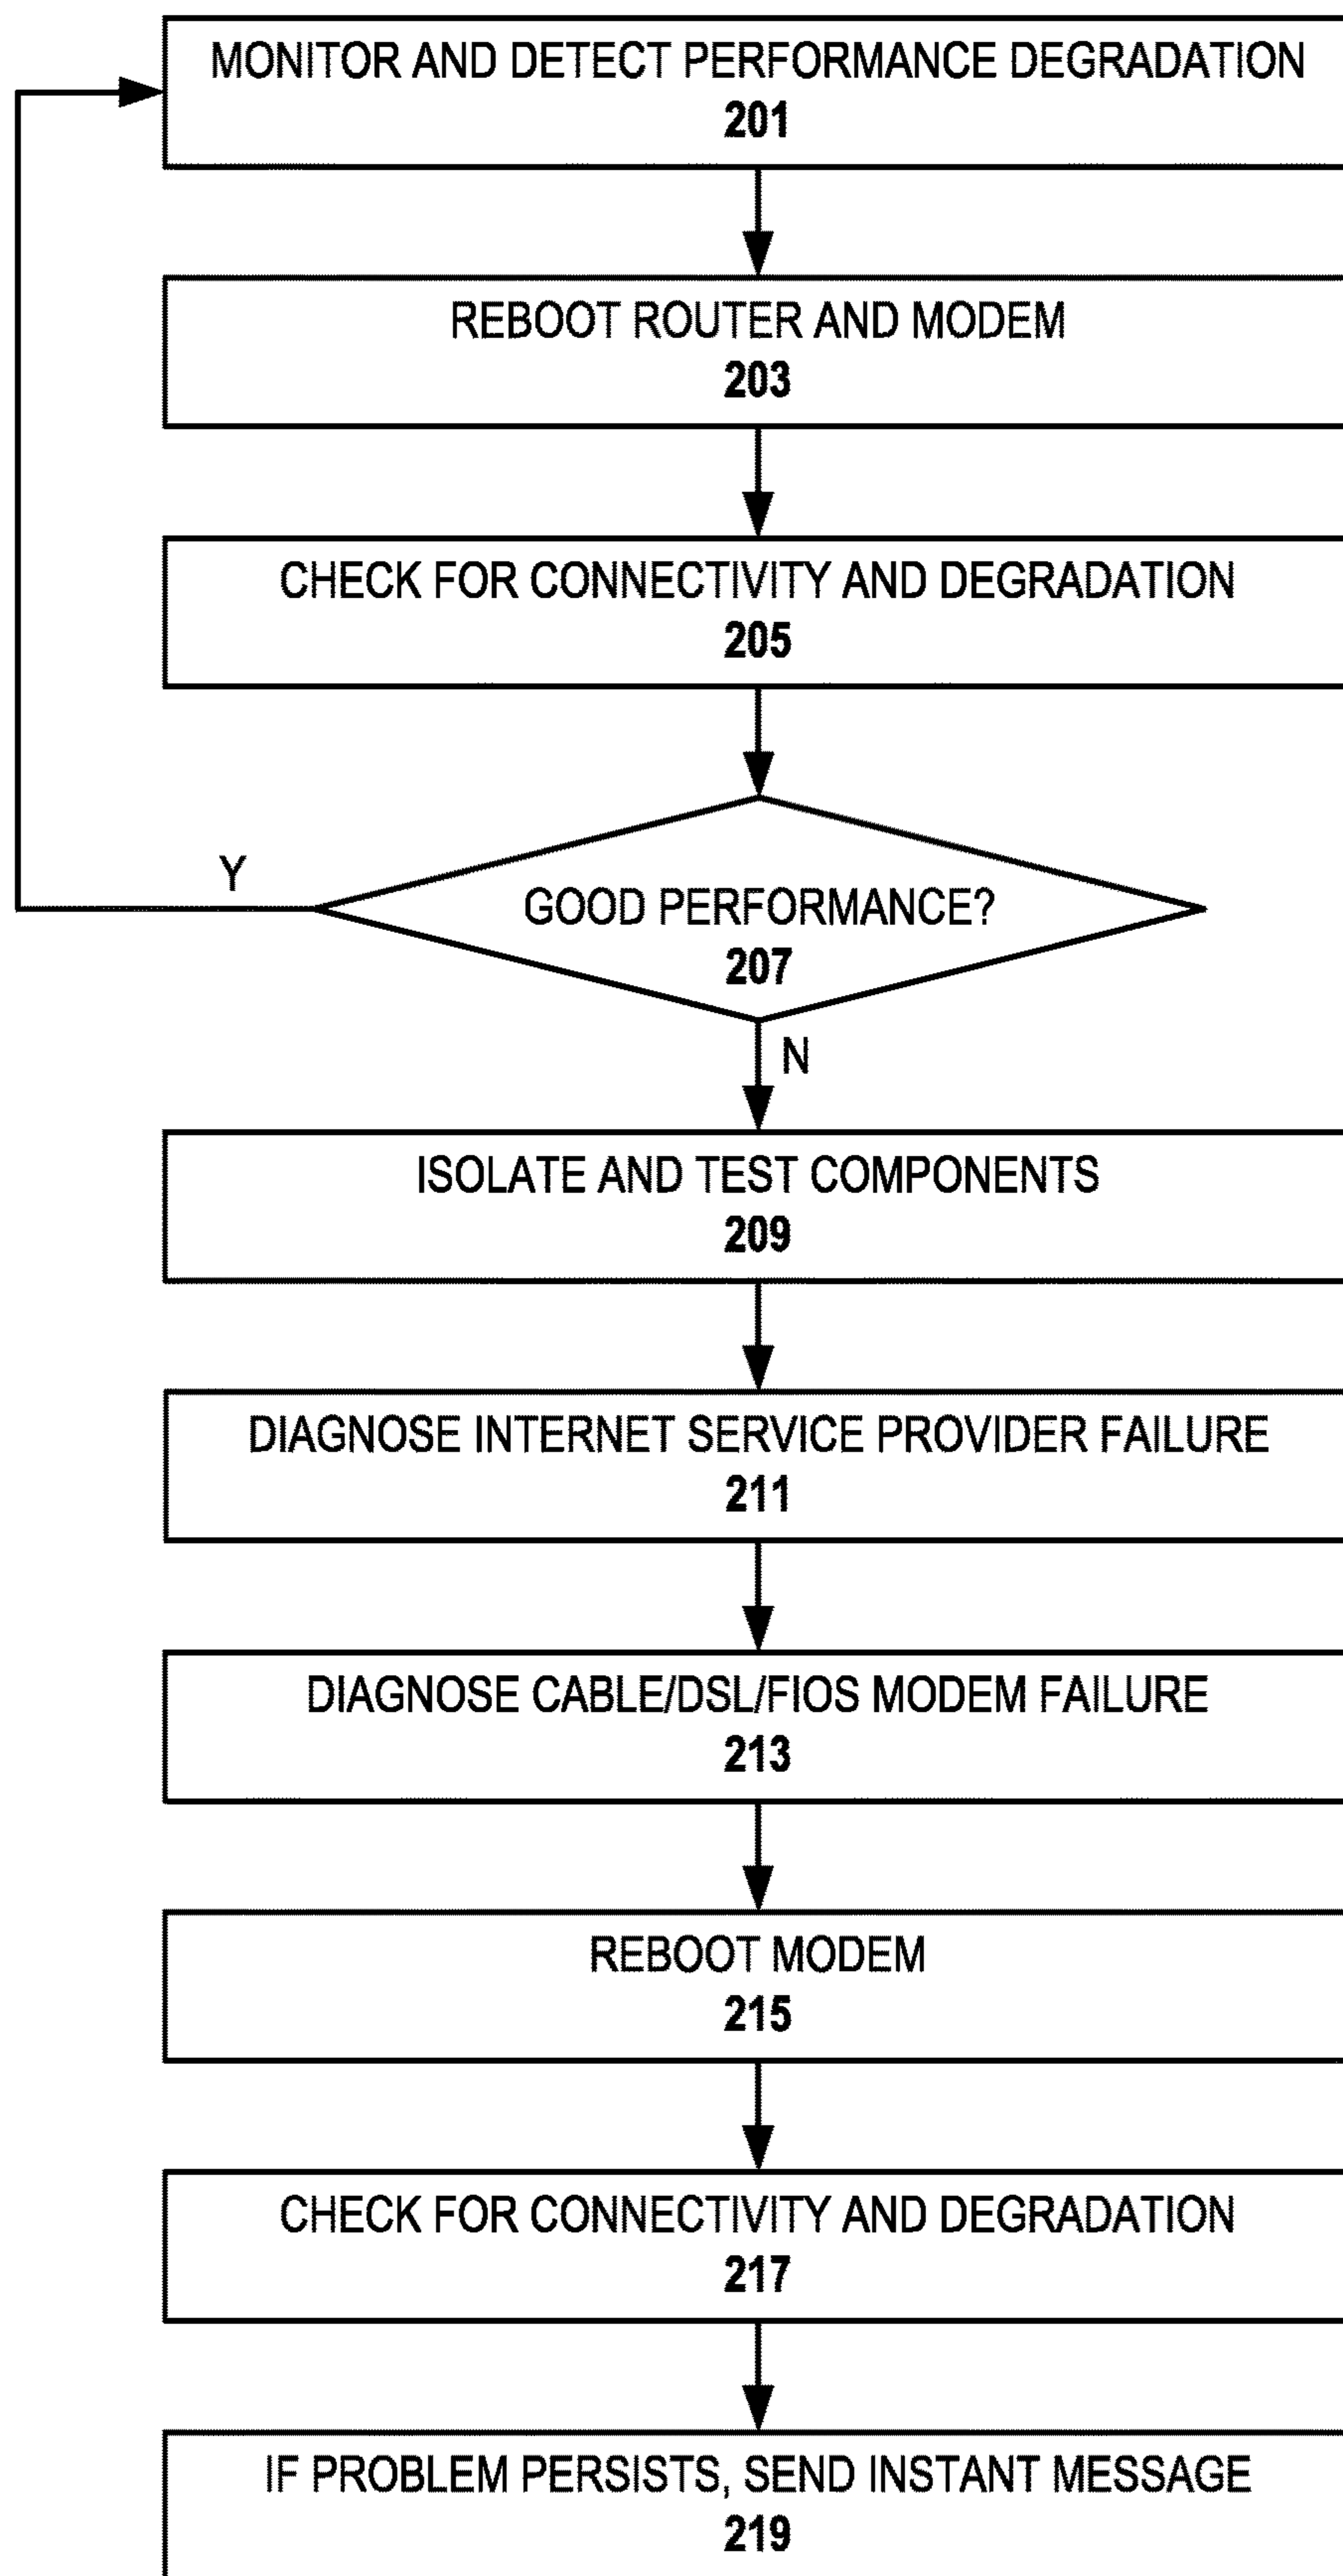 MONITOR AND DETECT PERFORMANCE DEGRADATION
201
REBOOT ROUTER AND MODEM
203
CHECK FOR CONNECTIVITY AND DEGRADATION
205
Y
GOOD PERFORMANCE?
207
N
ISOLATE AND TEST COMPONENTS
209
DIAGNOSE INTERNET SERVICE PROVIDER FAILURE
211
DIAGNOSE CABLE/DSL/FIOS MODEM FAILURE
213
REBOOT MODEM
215
CHECK FOR CONNECTIVITY AND DEGRADATION
217
IF PROBLEM PERSISTS, SEND INSTANT MESSAGE
219